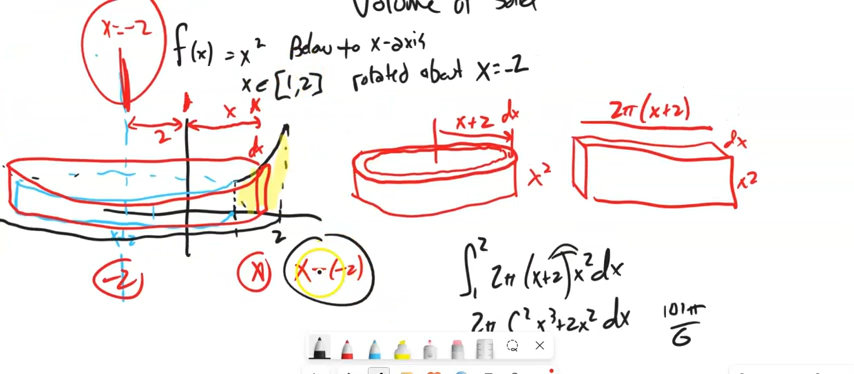 Volume of Solid
x=-2
f(x) = x² Below to x-axis
x ∈ [1,2] rotated about x=-2
2 x
dx
2
-2 x x-(-2)
x+2 dx
x²
2π(x+2)
dx
x²
∫₁² 2π(x+2)x² dx
2π ∫² x³+2x² dx 101π/6